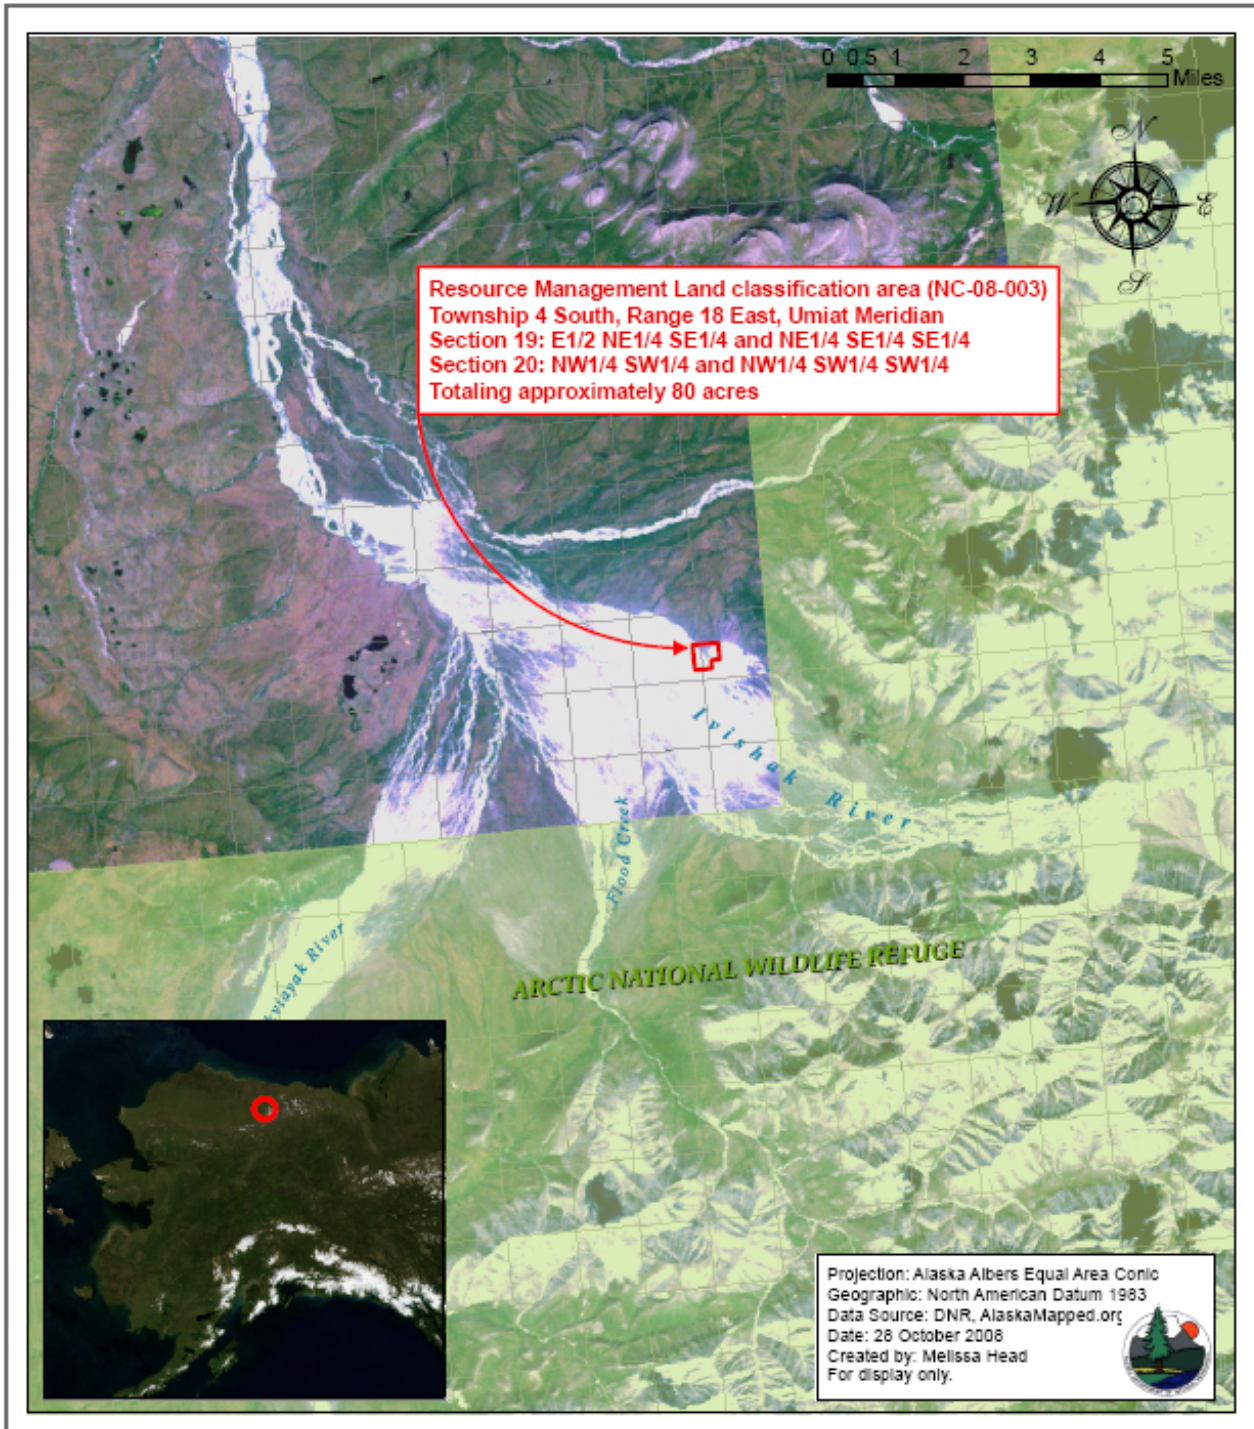 0 0.5 1 2 3 4 5
Miles
N
W E
S
Resource Management Land classification area (NC-08-003)
Township 4 South, Range 18 East, Umiat Meridian
Section 19: E1/2 NE1/4 SE1/4 and NE1/4 SE1/4 SE1/4
Section 20: NW1/4 SW1/4 and NW1/4 SW1/4 SW1/4
Totaling approximately 80 acres
Ivishak River
Flood Creek
River
ARCTIC NATIONAL WILDLIFE REFUGE
Projection: Alaska Albers Equal Area Conic
Geographic: North American Datum 1983
Data Source: DNR, AlaskaMapped.org
Date: 28 October 2008
Created by: Melissa Head
For display only.